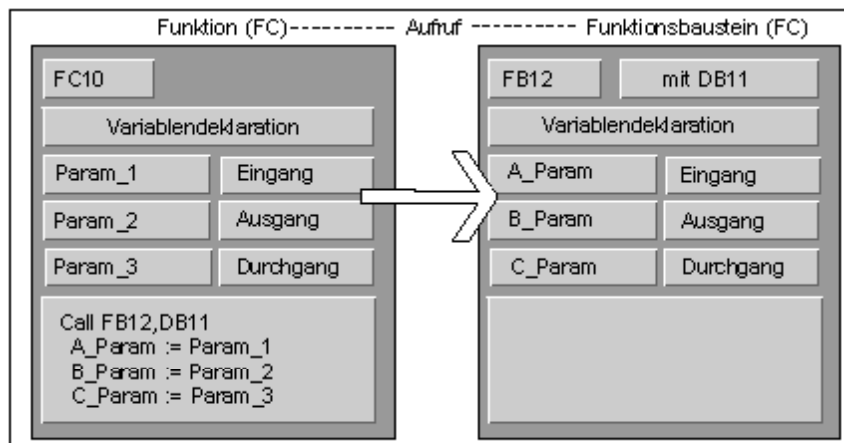 Funktion (FC)----------- Aufruf ----------- Funktionsbaustein (FC)
FC10
Variablendeklaration
Param_1 Eingang
Param_2 Ausgang
Param_3 Durchgang
Call FB12,DB11
A_Param := Param_1
B_Param := Param_2
C_Param := Param_3
FB12 mit DB11
Variablendeklaration
A_Param Eingang
B_Param Ausgang
C_Param Durchgang